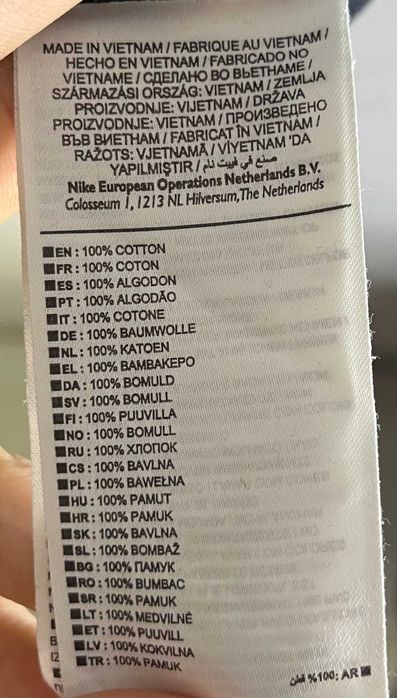 MADE IN VIETNAM / FABRIQUE AU VIETNAM /
HECHO EN VIETNAM / FABRICADO NO
VIETNAME / СДЕЛАНО ВО ВЬЕТНАМЕ /
SZÁRMAZÁSI ORSZÁG: VIETNAM / ZEMLJA
PROIZVODNJE: VIJETNAM / DRŽAVA
PROIZVODNJE: VIETNAM / ПРОИЗВЕДЕНО
ВЪВ ВИЕТНАМ / FABRICAT ÎN VIETNAM /
RAŽOTS: VJETNAMĀ / VİYETNAM 'DA
YAPILMIŞTIR / صنع في فييت نام
Nike European Operations Netherlands B.V.
Colosseum 1, 1213 NL Hilversum, The Netherlands
EN : 100% COTTON
FR : 100% COTON
ES : 100% ALGODON
PT : 100% ALGODÃO
IT : 100% COTONE
DE : 100% BAUMWOLLE
NL : 100% KATOEN
EL : 100% ΒΑΜΒΑΚΕΡΟ
DA : 100% BOMULD
SV : 100% BOMULL
FI : 100% PUUVILLA
NO : 100% BOMULL
RU : 100% ХЛОПОК
CS : 100% BAVLNA
PL : 100% BAWEŁNA
HU : 100% PAMUT
HR : 100% PAMUK
SK : 100% BAVLNA
SL : 100% BOMBAŽ
BG : 100% ПАМУК
RO : 100% BUMBAC
SR : 100% PAMUK
LT : 100% MEDVILNĖ
ET : 100% PUUVILL
LV : 100% KOKVILNA
TR : 100% PAMUK
قطن %100: AR